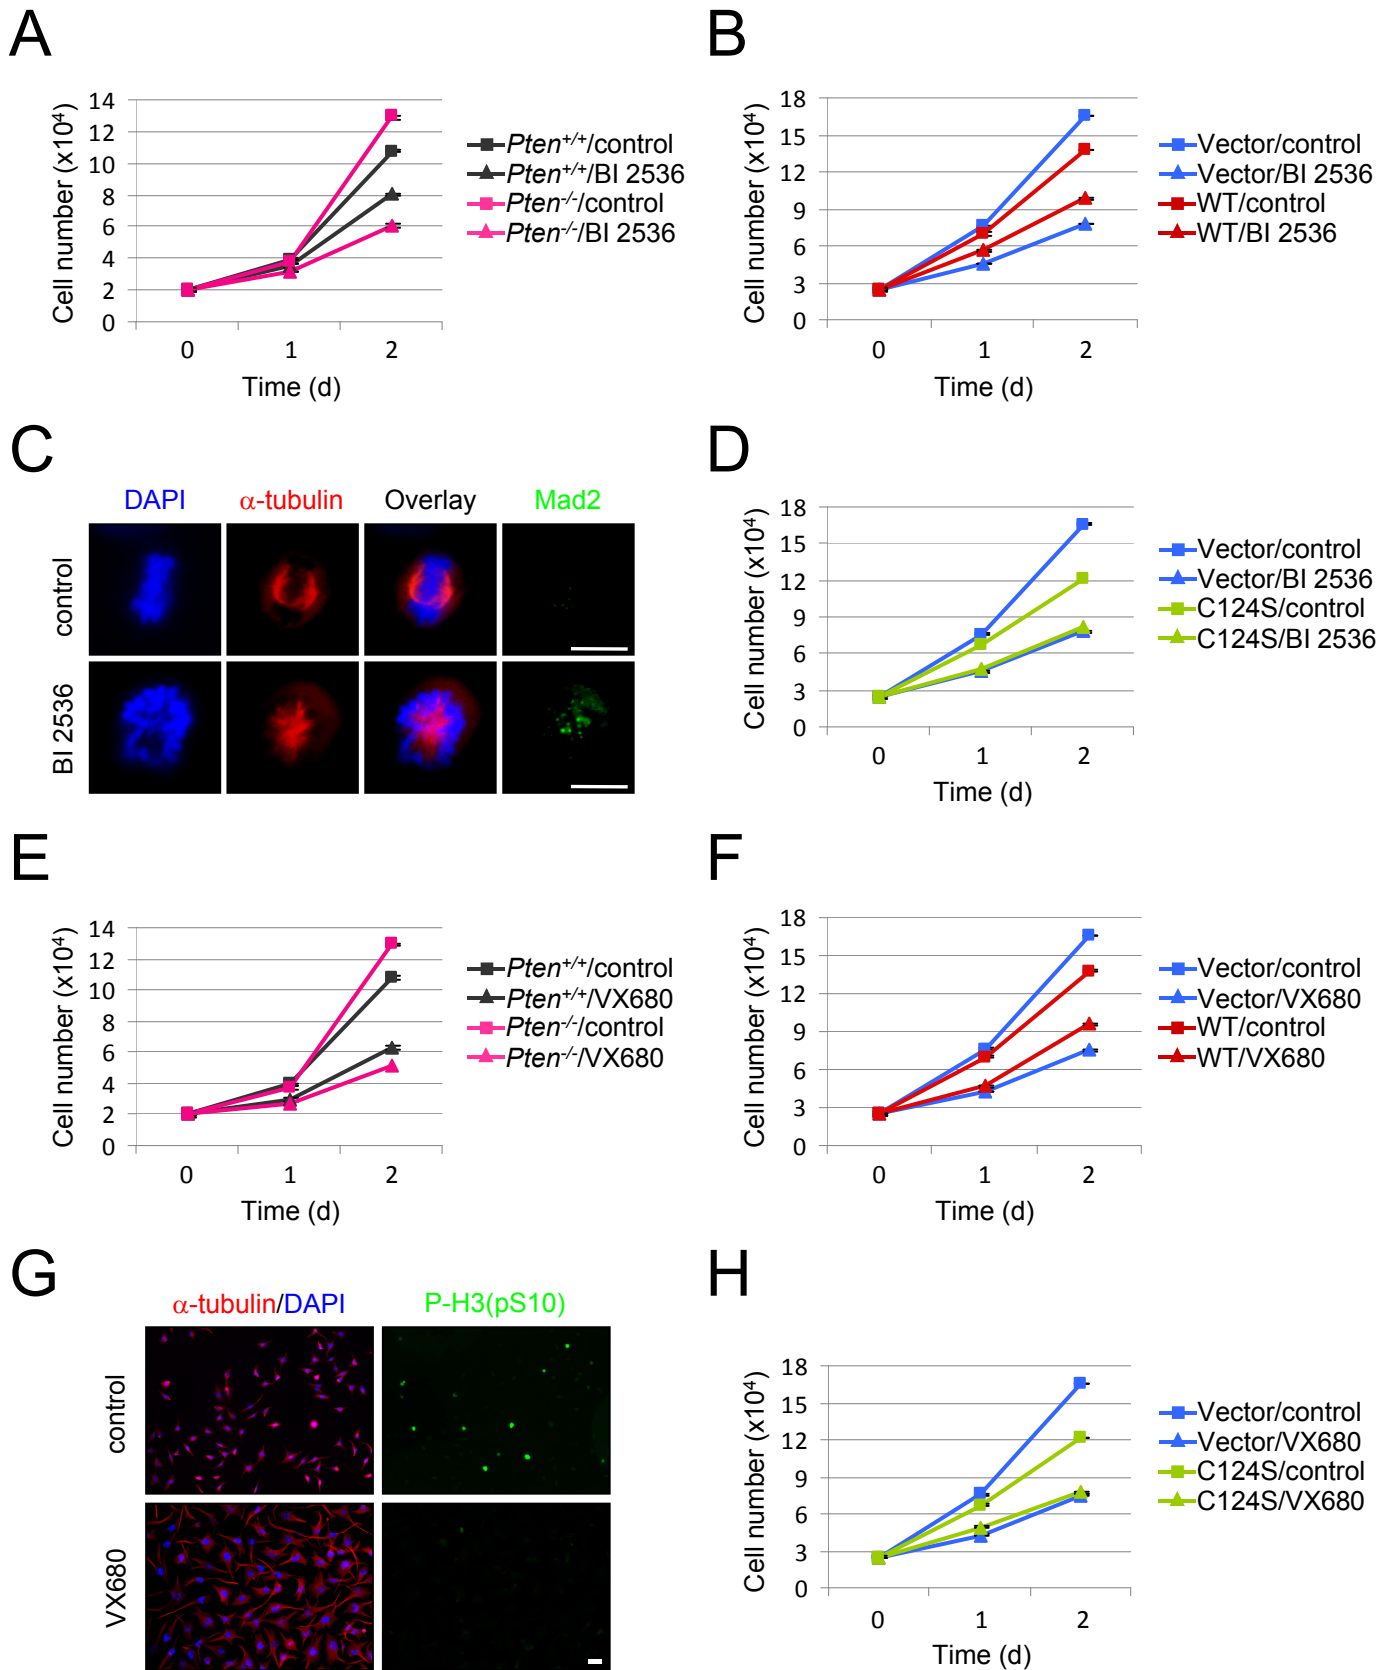 A
Cell number (x10⁴)
14
12
10
8
6
4
2
0
0 1 2
Time (d)
Pten+/+/control
Pten+/+/BI 2536
Pten-/-/control
Pten-/-/BI 2536
B
Cell number (x10⁴)
18
15
12
9
6
3
0
0 1 2
Time (d)
Vector/control
Vector/BI 2536
WT/control
WT/BI 2536
C
DAPI α-tubulin Overlay Mad2
control
BI 2536
D
Cell number (x10⁴)
18
15
12
9
6
3
0
0 1 2
Time (d)
Vector/control
Vector/BI 2536
C124S/control
C124S/BI 2536
E
Cell number (x10⁴)
14
12
10
8
6
4
2
0
0 1 2
Time (d)
Pten+/+/control
Pten+/+/VX680
Pten-/-/control
Pten-/-/VX680
F
Cell number (x10⁴)
18
15
12
9
6
3
0
0 1 2
Time (d)
Vector/control
Vector/VX680
WT/control
WT/VX680
G
α-tubulin/DAPI P-H3(pS10)
control
VX680
H
Cell number (x10⁴)
18
15
12
9
6
3
0
0 1 2
Time (d)
Vector/control
Vector/VX680
C124S/control
C124S/VX680